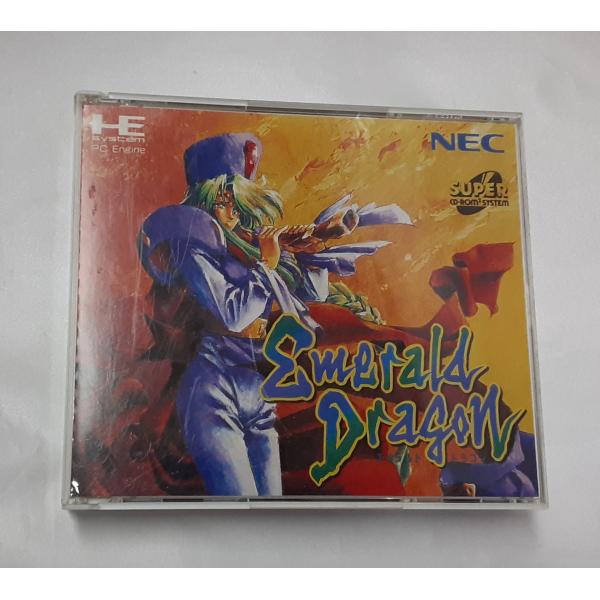 HE
system
PC Engine
NEC
SUPER
CD-ROM² SYSTEM
Emerald
Dragon